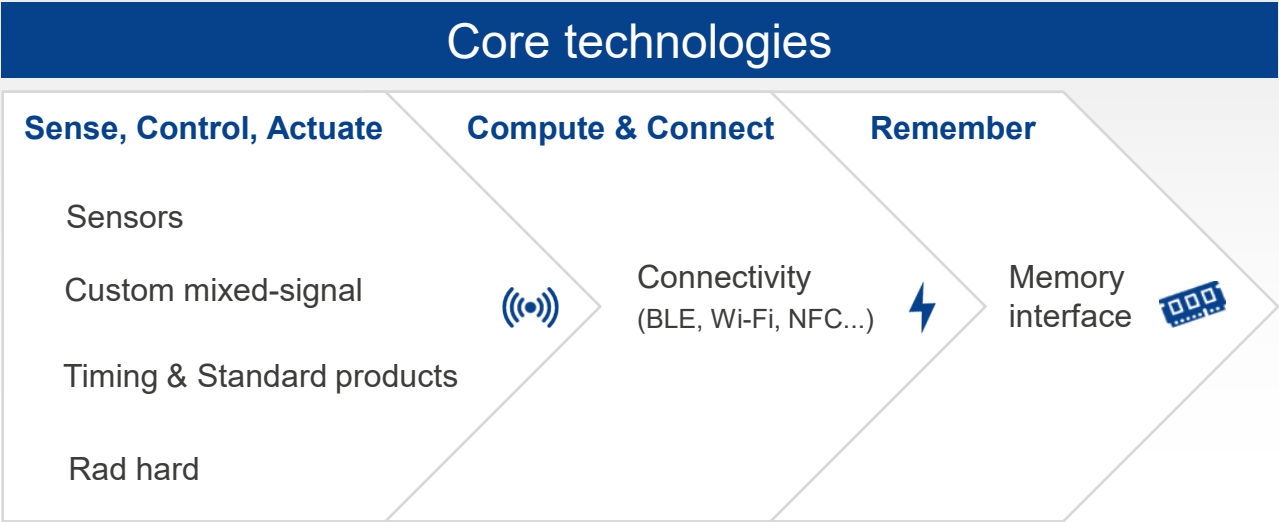 Core technologies
Sense, Control, Actuate
Sensors
Custom mixed-signal
Timing & Standard products
Rad hard
Compute & Connect
Connectivity
(BLE, Wi-Fi, NFC...)
Remember
Memory
interface